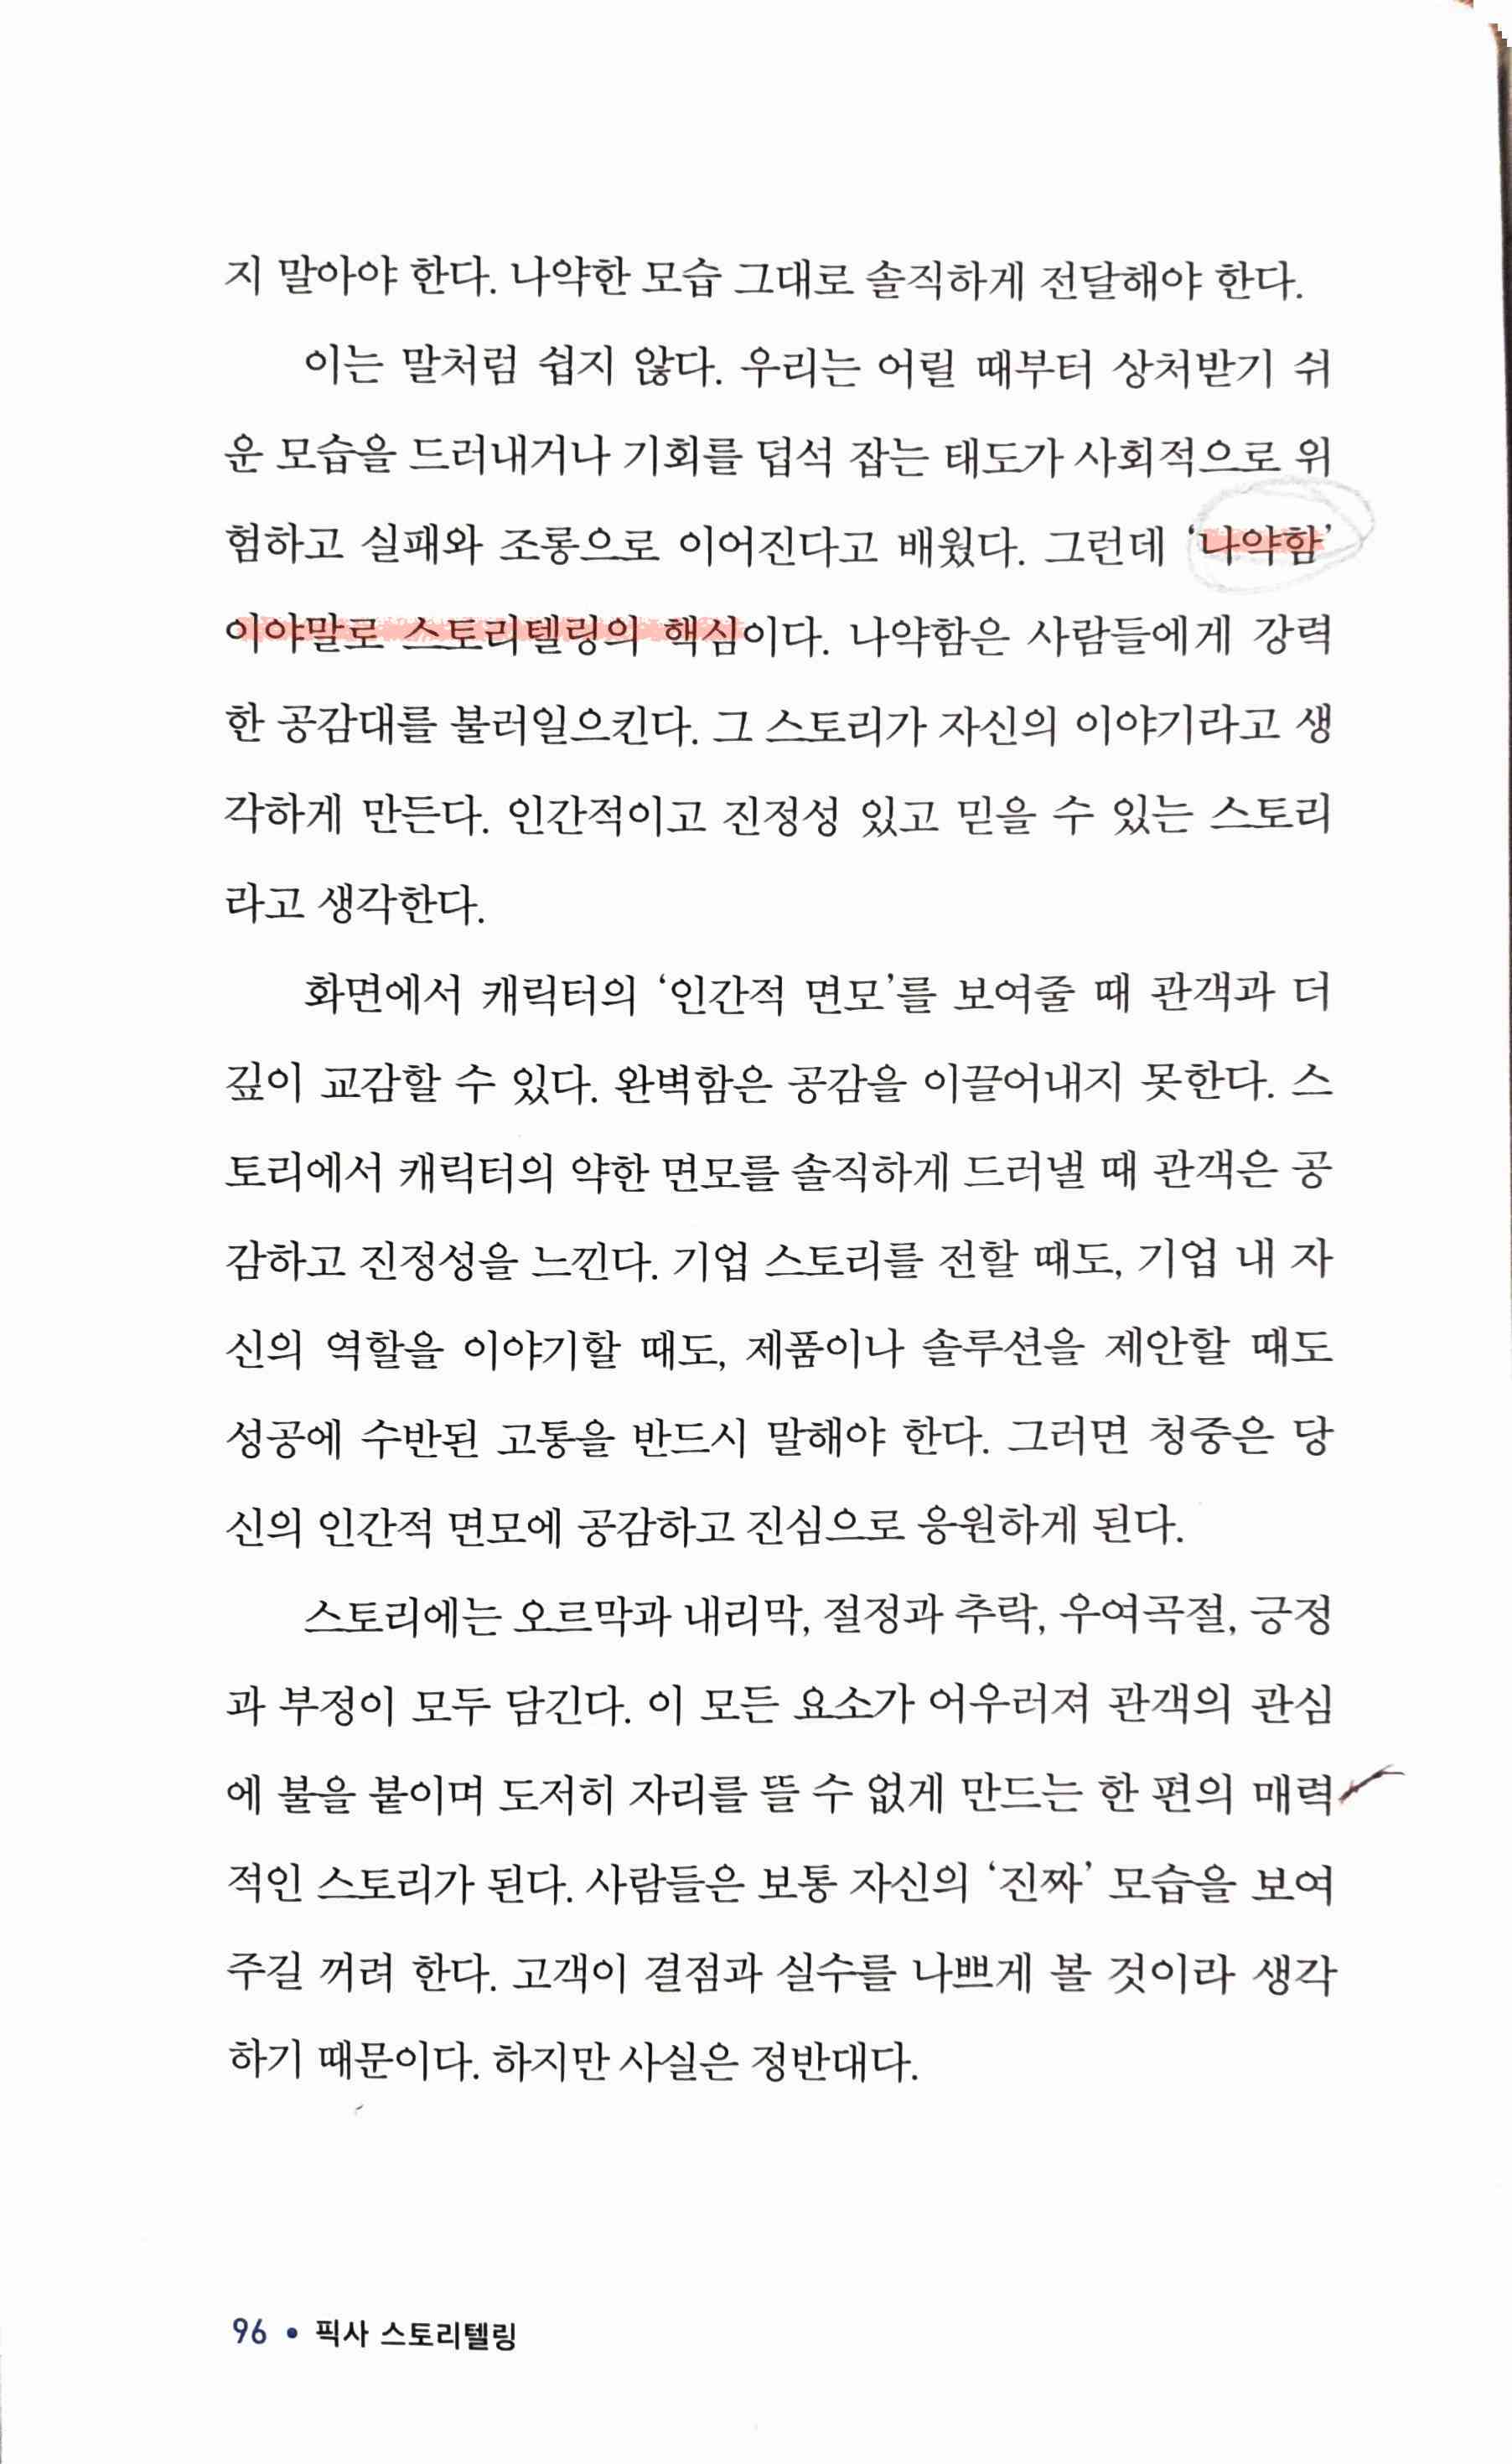 지 말아야 한다. 나약한 모습 그대로 솔직하게 전달해야 한다.
이는 말처럼 쉽지 않다. 우리는 어릴 때부터 상처받기 쉬
운 모습을 드러내거나 기회를 덥석 잡는 태도가 사회적으로 위
험하고 실패와 조롱으로 이어진다고 배웠다. 그런데 ‘나약함’
이야말로 스토리텔링의 핵심이다. 나약함은 사람들에게 강력
한 공감대를 불러일으킨다. 그 스토리가 자신의 이야기라고 생
각하게 만든다. 인간적이고 진정성 있고 믿을 수 있는 스토리
라고 생각한다.
화면에서 캐릭터의 ‘인간적 면모’를 보여줄 때 관객과 더
깊이 교감할 수 있다. 완벽함은 공감을 이끌어내지 못한다. 스
토리에서 캐릭터의 약한 면모를 솔직하게 드러낼 때 관객은 공
감하고 진정성을 느낀다. 기업 스토리를 전할 때도, 기업 내 자
신의 역할을 이야기할 때도, 제품이나 솔루션을 제안할 때도
성공에 수반된 고통을 반드시 말해야 한다. 그러면 청중은 당
신의 인간적 면모에 공감하고 진심으로 응원하게 된다.
스토리에는 오르막과 내리막, 절정과 추락, 우여곡절, 긍정
과 부정이 모두 담긴다. 이 모든 요소가 어우러져 관객의 관심
에 불을 붙이며 도저히 자리를 뜰 수 없게 만드는 한 편의 매력
적인 스토리가 된다. 사람들은 보통 자신의 ‘진짜’ 모습을 보여
주길 꺼려 한다. 고객이 결점과 실수를 나쁘게 볼 것이라 생각
하기 때문이다. 하지만 사실은 정반대다.
96 • 픽사 스토리텔링